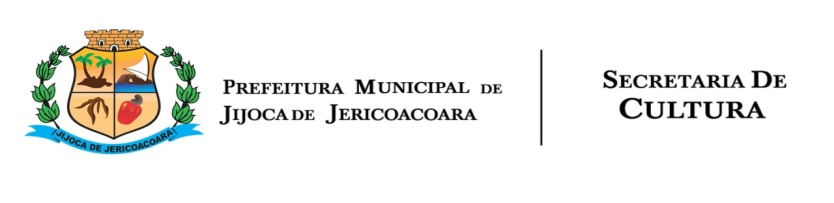 JIJOCA DE JERICOACOARA
PREFEITURA MUNICIPAL DE
JIJOCA DE JERICOACOARA
SECRETARIA DE
CULTURA